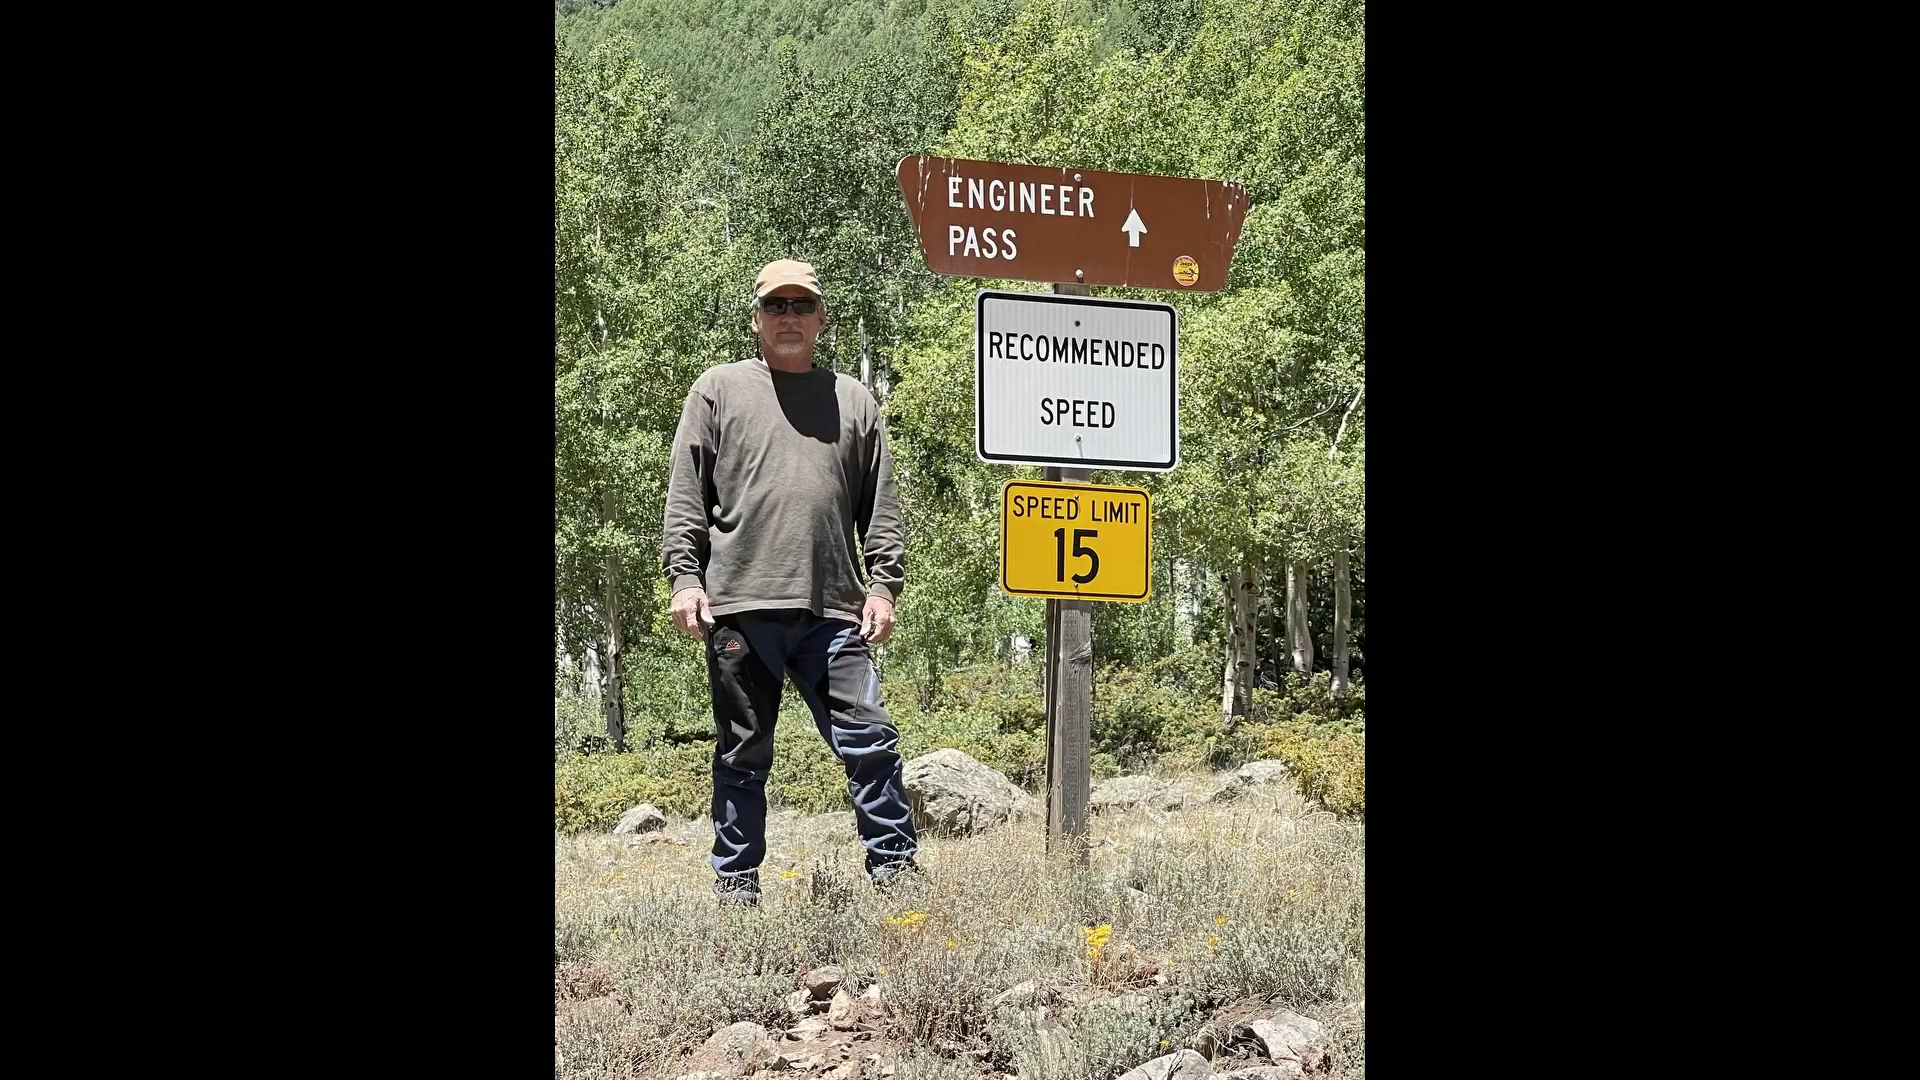 ENGINEER
PASS
RECOMMENDED
SPEED
SPEED LIMIT
15